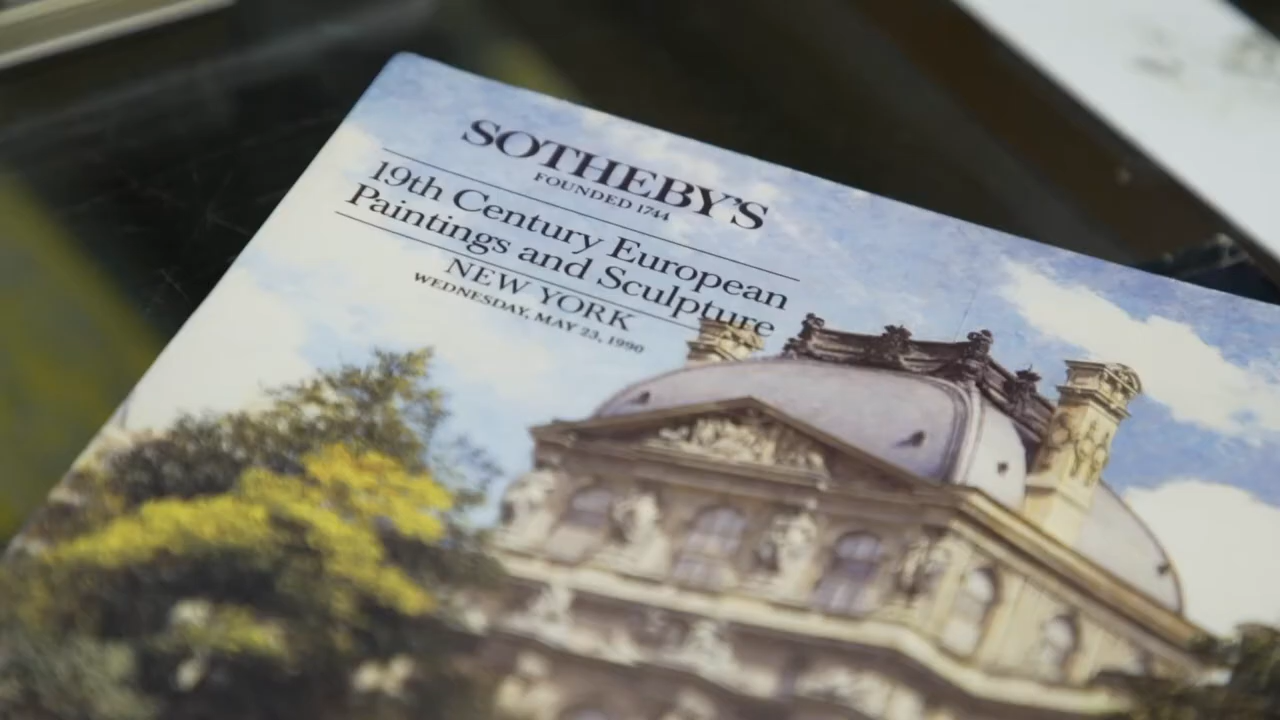 SOTHEBY'S
FOUNDED 1744
19th Century European
Paintings and Sculpture
NEW YORK
WEDNESDAY, MAY 23, 1990